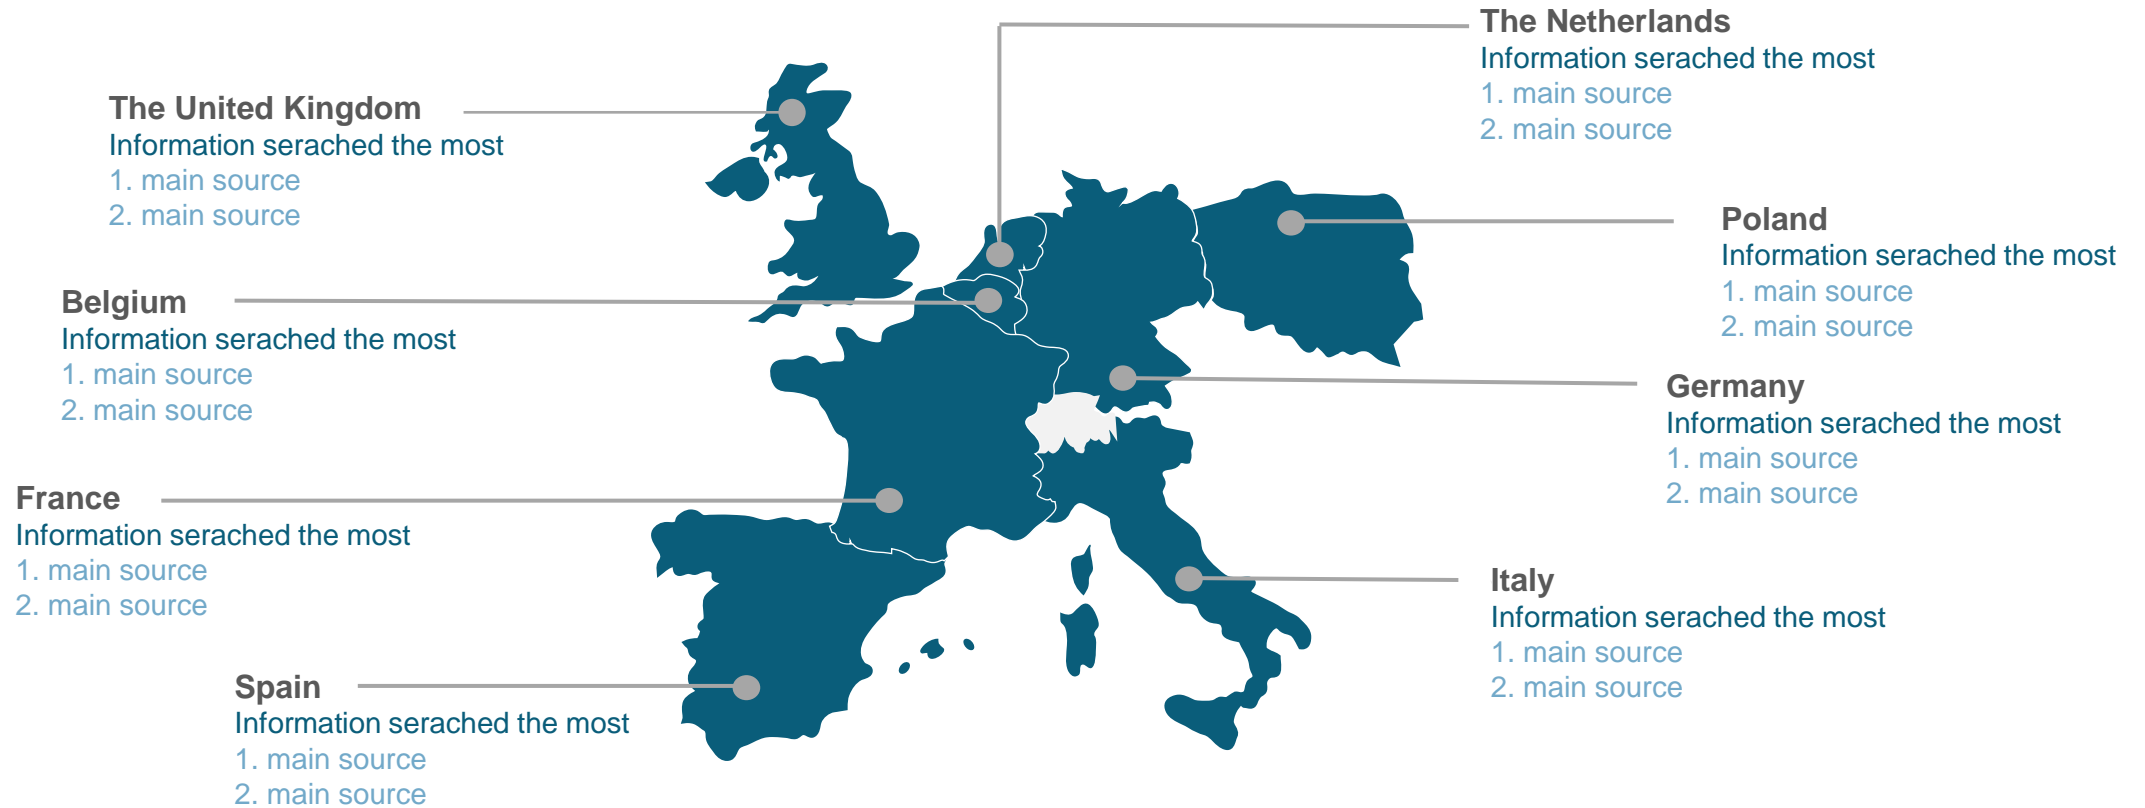 The Netherlands
Information serached the most
1. main source
2. main source
The United Kingdom
Information serached the most
1. main source
2. main source
Poland
Information serached the most
1. main source
2. main source
Belgium
Information serached the most
1. main source
2. main source
Germany
Information serached the most
1. main source
2. main source
France
Information serached the most
1. main source
2. main source
Italy
Information serached the most
1. main source
2. main source
Spain
Information serached the most
1. main source
2. main source